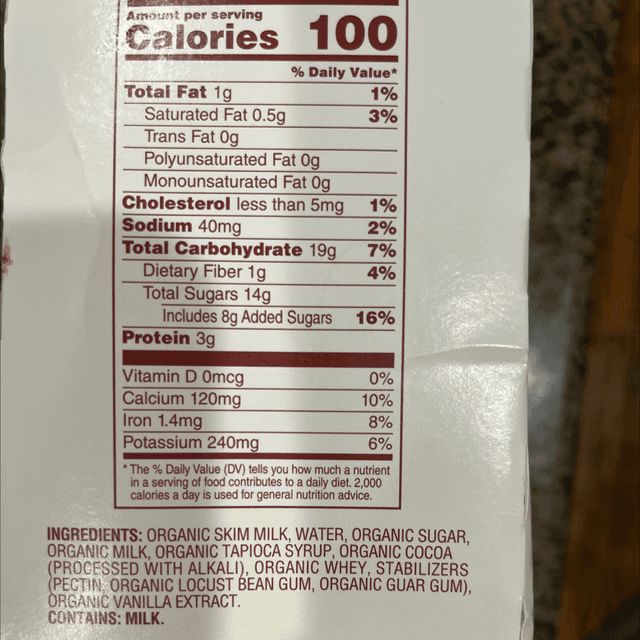 Amount per serving
Calories 100
% Daily Value*
Total Fat 1g 1%
Saturated Fat 0.5g 3%
Trans Fat 0g
Polyunsaturated Fat 0g
Monounsaturated Fat 0g
Cholesterol less than 5mg 1%
Sodium 40mg 2%
Total Carbohydrate 19g 7%
Dietary Fiber 1g 4%
Total Sugars 14g
Includes 8g Added Sugars 16%
Protein 3g
Vitamin D 0mcg 0%
Calcium 120mg 10%
Iron 1.4mg 8%
Potassium 240mg 6%
* The % Daily Value (DV) tells you how much a nutrient
in a serving of food contributes to a daily diet. 2,000
calories a day is used for general nutrition advice.
INGREDIENTS: ORGANIC SKIM MILK, WATER, ORGANIC SUGAR,
ORGANIC MILK, ORGANIC TAPIOCA SYRUP, ORGANIC COCOA
(PROCESSED WITH ALKALI), ORGANIC WHEY, STABILIZERS
(PECTIN, ORGANIC LOCUST BEAN GUM, ORGANIC GUAR GUM),
ORGANIC VANILLA EXTRACT.
CONTAINS: MILK.